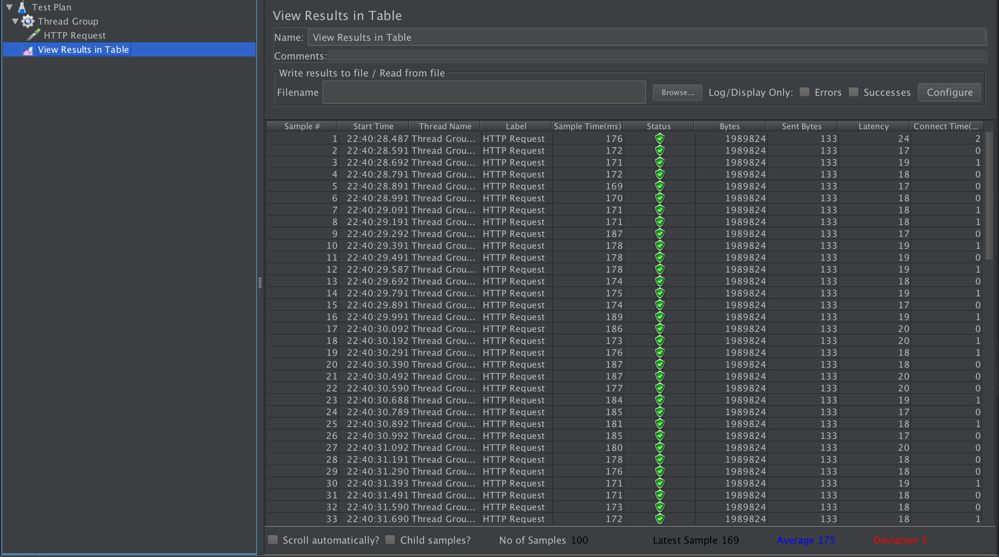 Test Plan
Thread Group
HTTP Request
View Results in Table
View Results in Table
Name: View Results in Table
Comments:
Write results to file / Read from file
Filename Browse... Log/Display Only: Errors Successes Configure
Sample # Start Time Thread Name Label Sample Time(ms) Status Bytes Sent Bytes Latency Connect Time(...
1 22:40:28.487 Thread Grou... HTTP Request 176 1989824 133 24 2
2 22:40:28.591 Thread Grou... HTTP Request 172 1989824 133 17 0
3 22:40:28.692 Thread Grou... HTTP Request 171 1989824 133 19 1
4 22:40:28.791 Thread Grou... HTTP Request 172 1989824 133 18 0
5 22:40:28.891 Thread Grou... HTTP Request 169 1989824 133 17 0
6 22:40:28.991 Thread Grou... HTTP Request 170 1989824 133 18 0
7 22:40:29.091 Thread Grou... HTTP Request 171 1989824 133 18 1
8 22:40:29.191 Thread Grou... HTTP Request 171 1989824 133 18 1
9 22:40:29.292 Thread Grou... HTTP Request 187 1989824 133 17 0
10 22:40:29.391 Thread Grou... HTTP Request 178 1989824 133 19 1
11 22:40:29.491 Thread Grou... HTTP Request 178 1989824 133 19 0
12 22:40:29.587 Thread Grou... HTTP Request 178 1989824 133 19 1
13 22:40:29.692 Thread Grou... HTTP Request 174 1989824 133 18 0
14 22:40:29.791 Thread Grou... HTTP Request 175 1989824 133 19 1
15 22:40:29.891 Thread Grou... HTTP Request 174 1989824 133 17 0
16 22:40:29.991 Thread Grou... HTTP Request 189 1989824 133 19 1
17 22:40:30.092 Thread Grou... HTTP Request 186 1989824 133 20 0
18 22:40:30.192 Thread Grou... HTTP Request 173 1989824 133 20 1
19 22:40:30.291 Thread Grou... HTTP Request 176 1989824 133 18 1
20 22:40:30.390 Thread Grou... HTTP Request 187 1989824 133 18 0
21 22:40:30.492 Thread Grou... HTTP Request 187 1989824 133 20 0
22 22:40:30.590 Thread Grou... HTTP Request 177 1989824 133 20 0
23 22:40:30.688 Thread Grou... HTTP Request 184 1989824 133 19 1
24 22:40:30.789 Thread Grou... HTTP Request 185 1989824 133 17 0
25 22:40:30.892 Thread Grou... HTTP Request 181 1989824 133 18 1
26 22:40:30.992 Thread Grou... HTTP Request 185 1989824 133 17 0
27 22:40:31.092 Thread Grou... HTTP Request 180 1989824 133 20 0
28 22:40:31.191 Thread Grou... HTTP Request 178 1989824 133 18 0
29 22:40:31.290 Thread Grou... HTTP Request 176 1989824 133 18 0
30 22:40:31.393 Thread Grou... HTTP Request 171 1989824 133 19 1
31 22:40:31.491 Thread Grou... HTTP Request 171 1989824 133 18 0
32 22:40:31.590 Thread Grou... HTTP Request 173 1989824 133 18 0
33 22:40:31.690 Thread Grou... HTTP Request 172 1989824 133 18 1
Scroll automatically? Child samples? No of Samples 100 Latest Sample 169 Average 175 Deviation 5